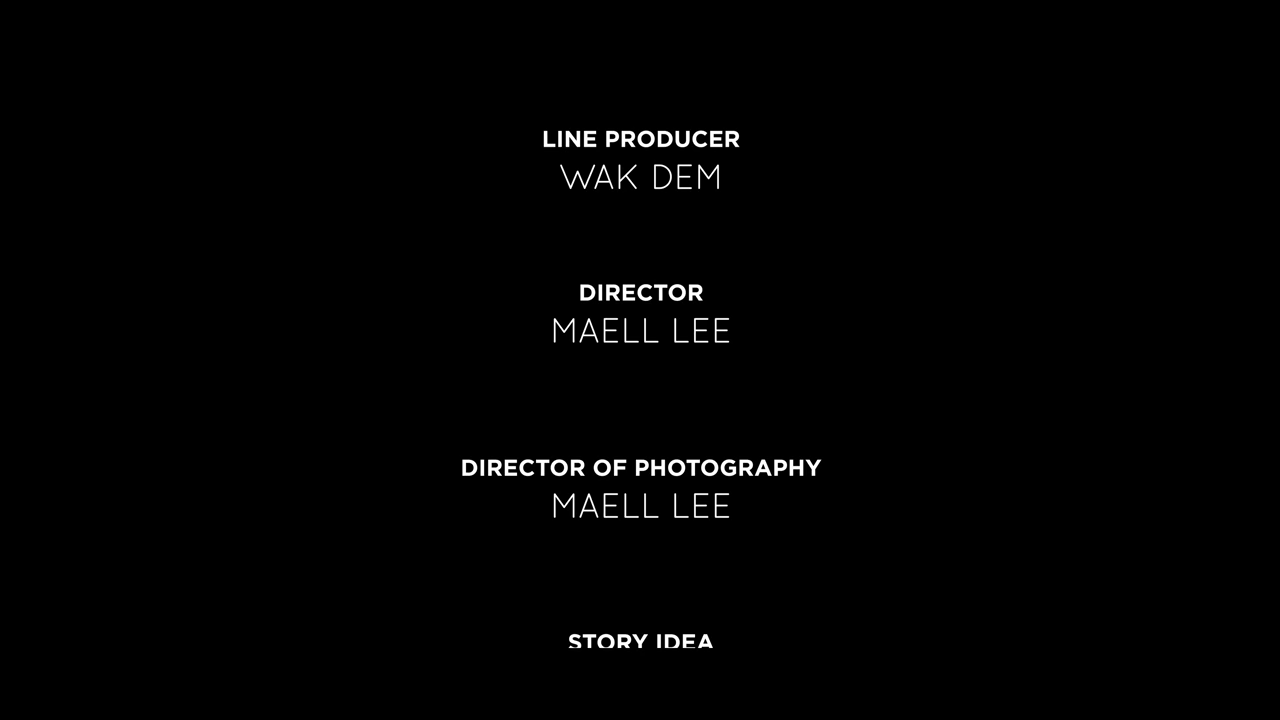 LINE PRODUCER
WAK DEM
DIRECTOR
MAELL LEE
DIRECTOR OF PHOTOGRAPHY
MAELL LEE
STORY IDEA